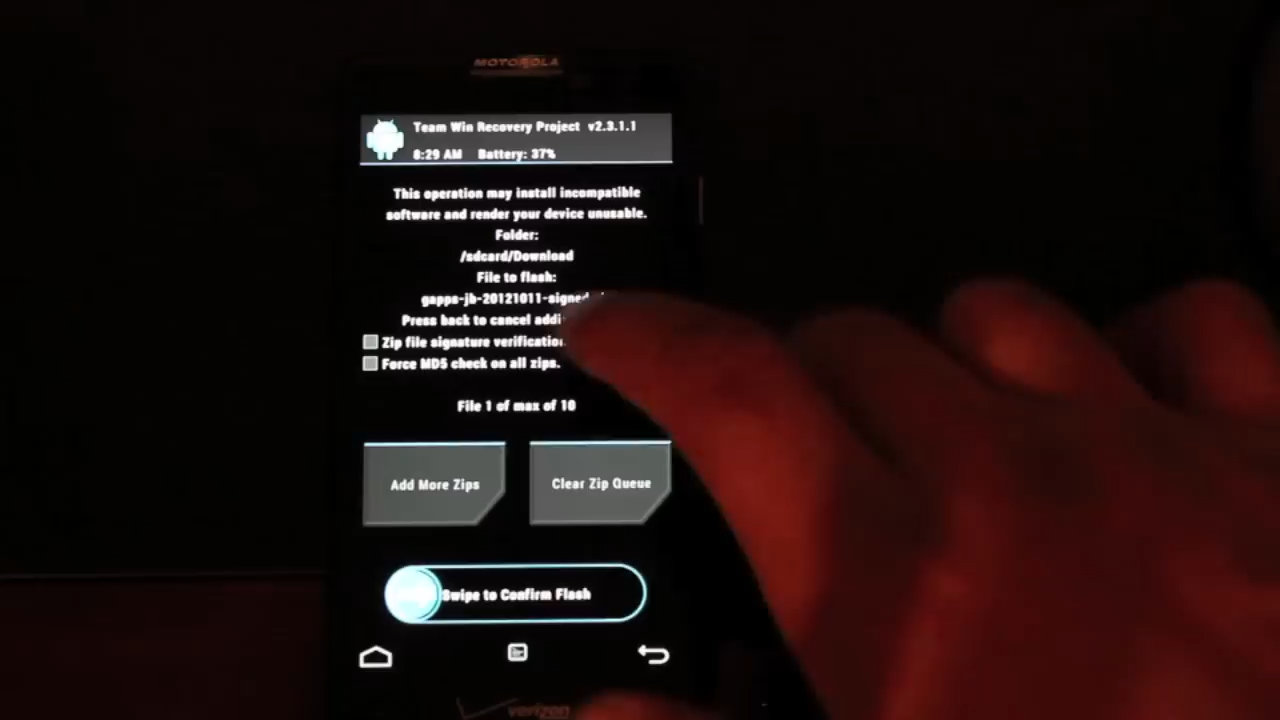 MOTOROLA
Team Win Recovery Project v2.3.1.1
8:29 AM Battery: 37%
This operation may install incompatible
software and render your device unusable.
Folder:
/sdcard/Download
File to flash:
gapps-jb-20121011-signed
Press back to cancel
Zip file signature verification
Force MD5 check on all zips.
File 1 of max of 10
Add More Zips
Clear Zip Queue
Swipe to Confirm Flash
verizon